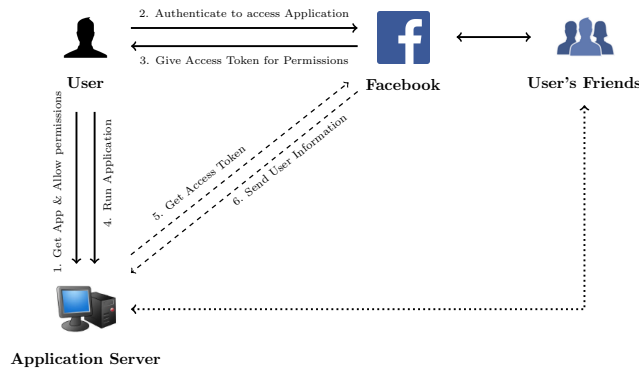 2. Authenticate to access Application
3. Give Access Token for Permissions
User
Facebook
User's Friends
1. Get App & Allow permissions
4. Run Application
5. Get Access Token
6. Send User Information
Application Server